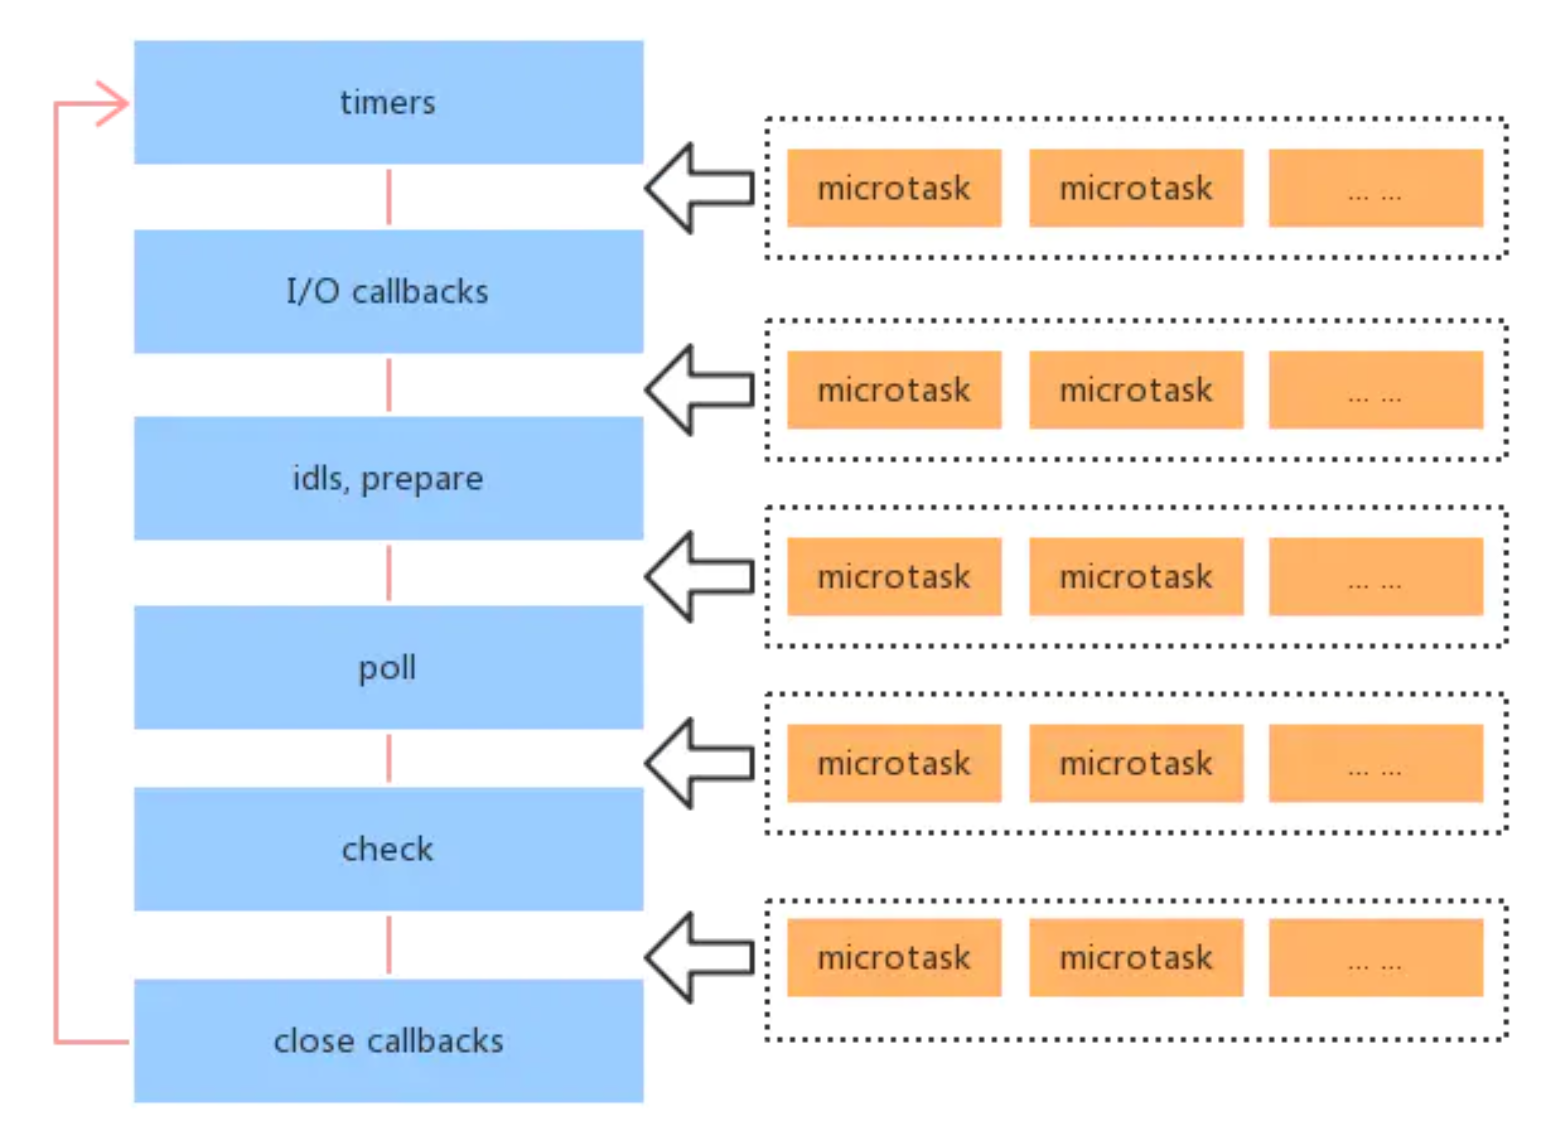 timers
microtask microtask ... ...
I/O callbacks
microtask microtask ... ...
idls, prepare
microtask microtask ... ...
poll
microtask microtask ... ...
check
microtask microtask ... ...
close callbacks